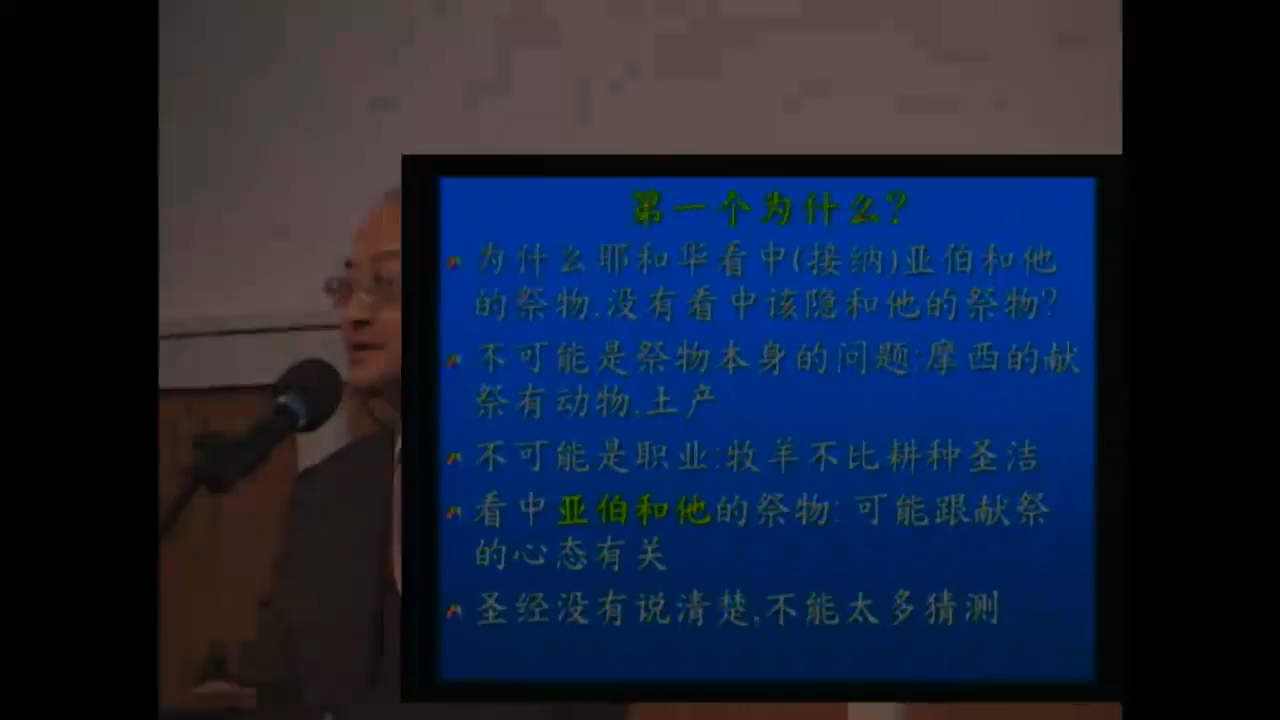 第一个为什么?
为什么耶和华看中(接纳)亚伯和他
的祭物,没有看中该隐和他的祭物?
不可能是祭物本身的问题:摩西的献
祭有动物,土产
不可能是职业:牧羊不比耕种圣洁
看中亚伯和他的祭物: 可能跟献祭
的心态有关
圣经没有说清楚,不能太多猜测